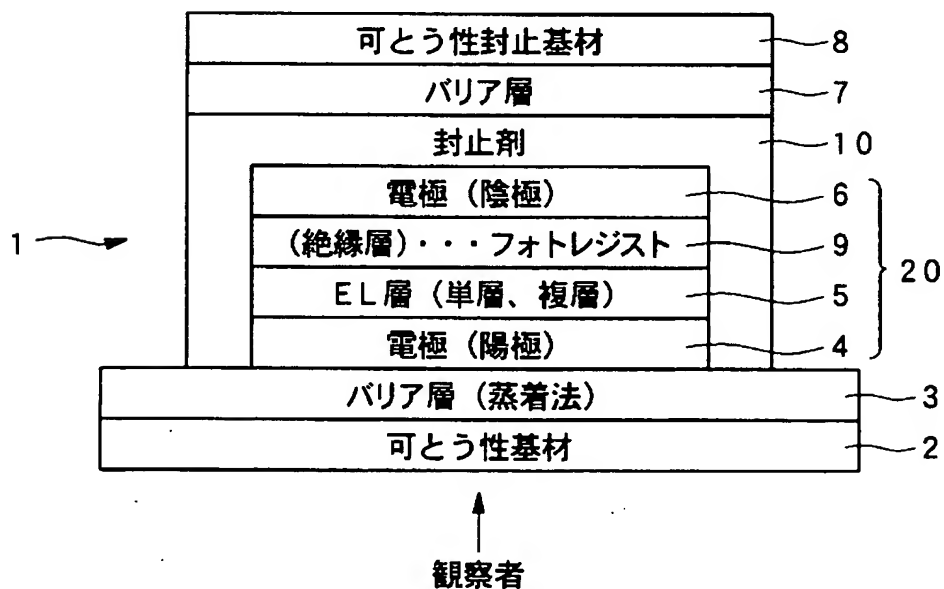 可とう性封止基材 8
バリア層 7
封止剤 10
電極（陰極） 6
1 (絶縁層)・・・フォトレジスト 9 20
EL層（単層、複層） 5
電極（陽極） 4
バリア層（蒸着法） 3
可とう性基材 2
観察者